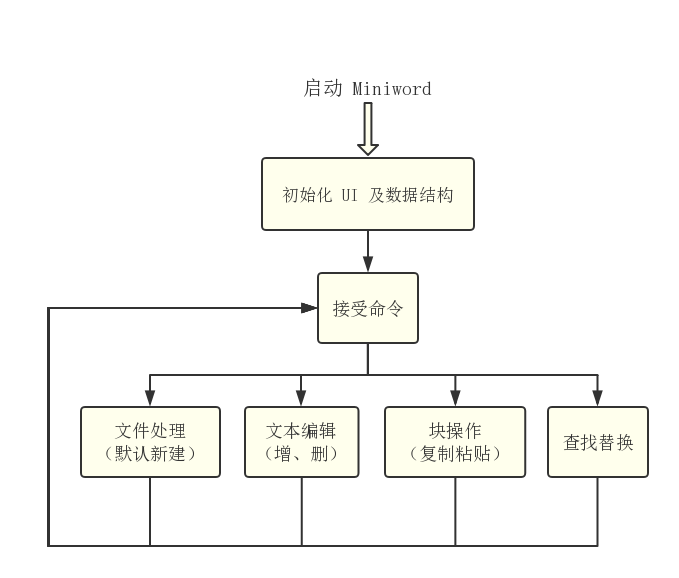 启动 Miniword
初始化 UI 及数据结构
接受命令
文件处理
（默认新建）
文本编辑
（增、删）
块操作
（复制粘贴）
查找替换